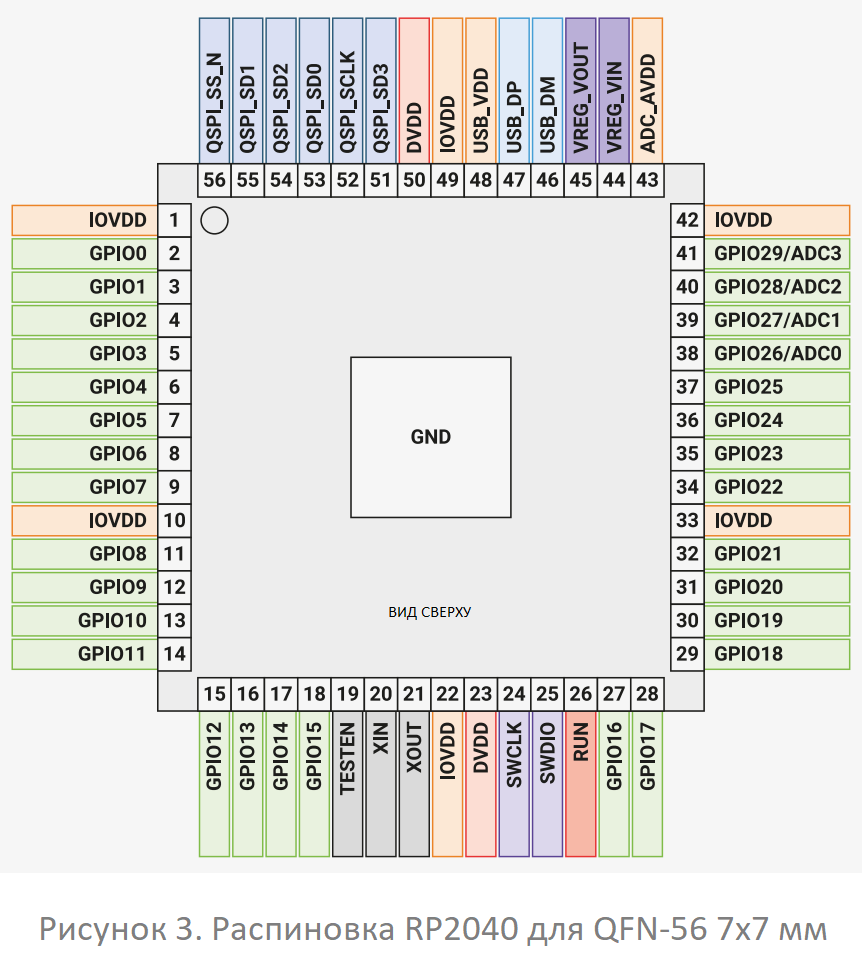 QSPI_SS_N
QSPI_SD1
QSPI_SD2
QSPI_SD0
QSPI_SCLK
QSPI_SD3
DVDD
IOVDD
USB_VDD
USB_DP
USB_DM
VREG_VOUT
VREG_VIN
ADC_AVDD
56 55 54 53 52 51 50 49 48 47 46 45 44 43
IOVDD 1
GPIO0 2
GPIO1 3
GPIO2 4
GPIO3 5
GPIO4 6
GPIO5 7
GPIO6 8
GPIO7 9
IOVDD 10
GPIO8 11
GPIO9 12
GPIO10 13
GPIO11 14
42 IOVDD
41 GPIO29/ADC3
40 GPIO28/ADC2
39 GPIO27/ADC1
38 GPIO26/ADC0
37 GPIO25
36 GPIO24
35 GPIO23
34 GPIO22
33 IOVDD
32 GPIO21
31 GPIO20
30 GPIO19
29 GPIO18
GND
ВИД СВЕРХУ
15 16 17 18 19 20 21 22 23 24 25 26 27 28
GPIO12
GPIO13
GPIO14
GPIO15
TESTEN
XIN
XOUT
IOVDD
DVDD
SWCLK
SWDIO
RUN
GPIO16
GPIO17
Рисунок 3. Распиновка RP2040 для QFN-56 7x7 мм